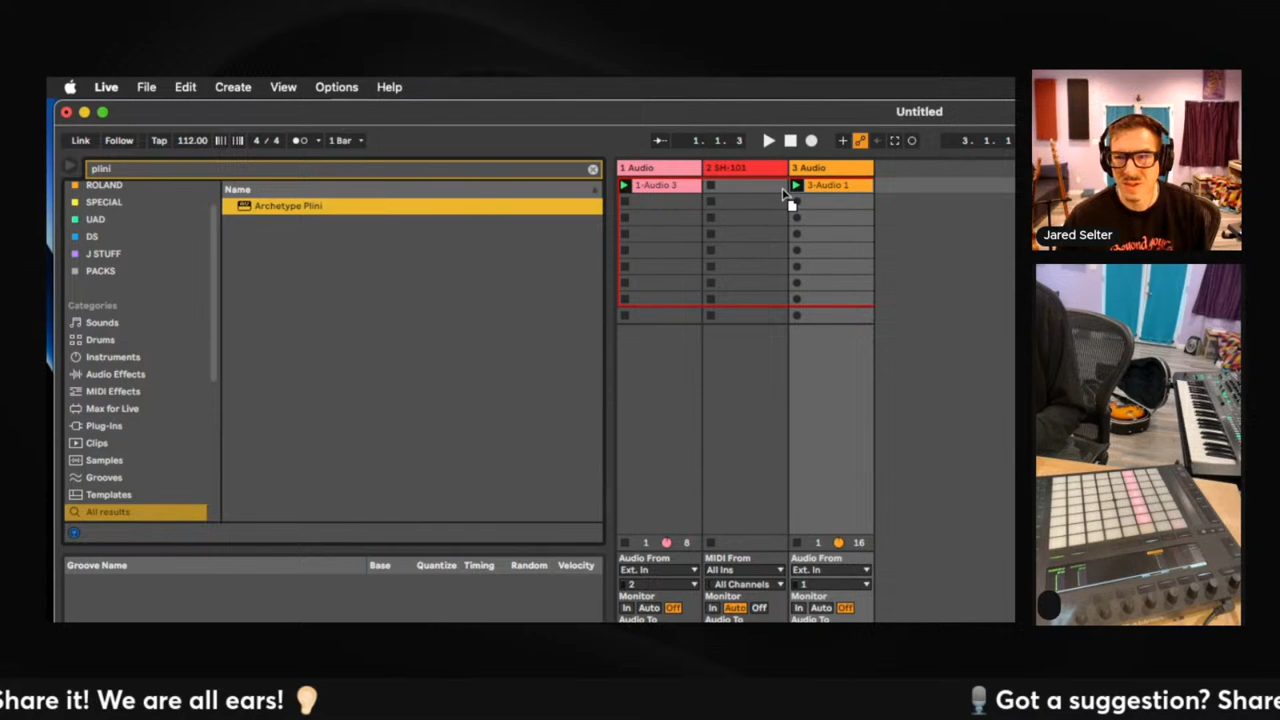 Live File Edit View Options Help
Untitled
Link Follow Tap 112.00 4 / 4 1 Bar 1. 1. 3 3. 1. 1
plini
ROLAND
SPECIAL
UAD
DS
J STUFF
PACKS
Categories
Sounds
Drums
Instruments
Audio Effects
MIDI Effects
Max for Live
Plug-Ins
Clips
Samples
Grooves
Templates
All results
Name
Archetype Plini
Groove Name Base Quantize Timing Random Velocity
1 Audio 2 SH-101 3 Audio
1-Audio 3 3-Audio 1
1 8 1 16
Audio From MIDI From Audio From
Ext. In All Ins Ext. In
2 All Channels 1
Monitor Monitor Monitor
In Auto Off In Auto Off In Auto Off
Audio To Audio To Audio To
Jared Selter
Share it! We are all ears! Got a suggestion? Share